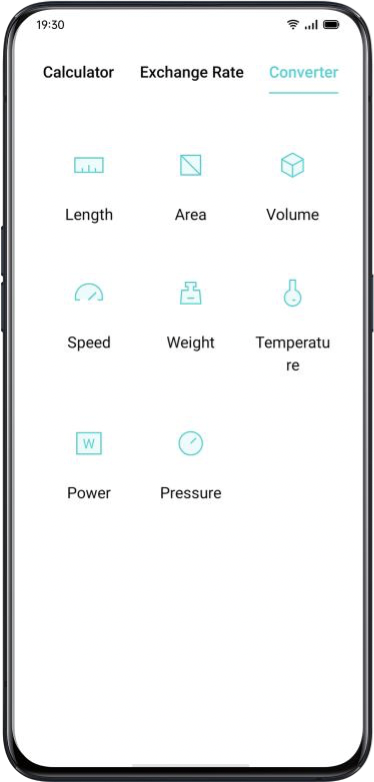 19:30
Calculator Exchange Rate Converter
Length Area Volume
Speed Weight Temperatu
re
W
Power Pressure